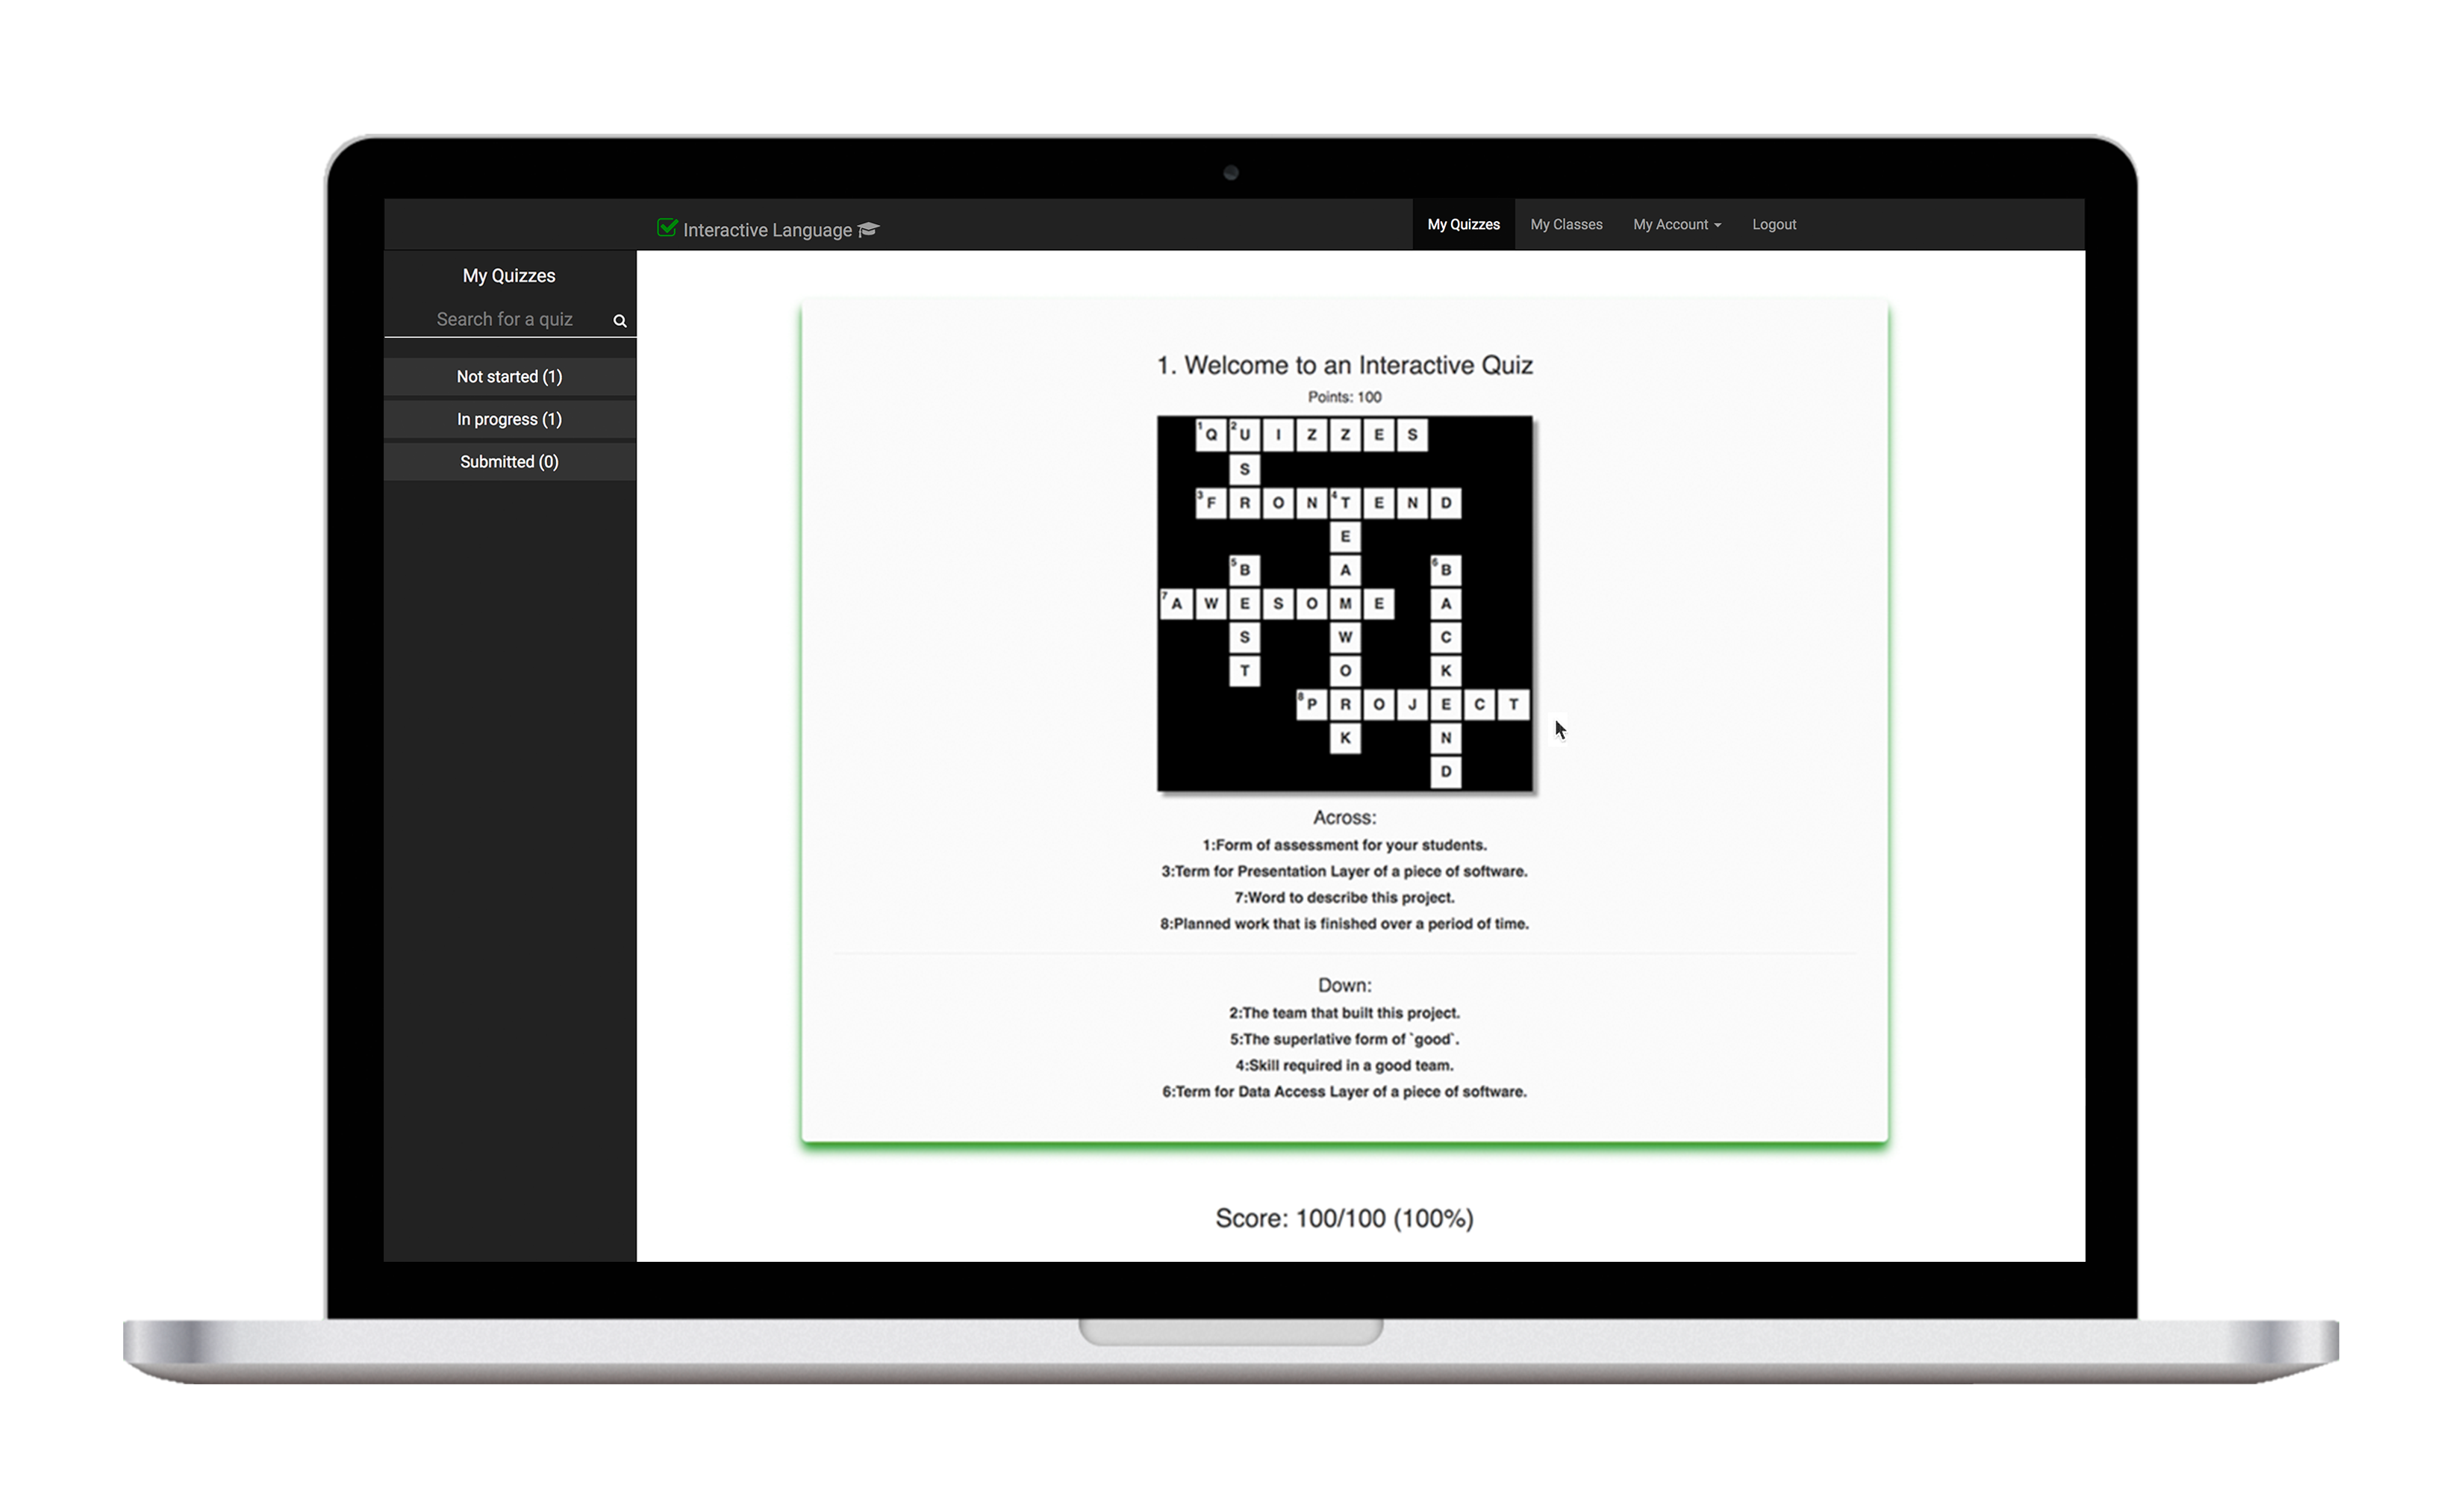 Interactive Language
My Quizzes My Classes My Account Logout
My Quizzes
Search for a quiz
Not started (1)
In progress (1)
Submitted (0)
1. Welcome to an Interactive Quiz
Points: 100
1 Q 2 U I Z Z E S
S
3 F R O N 4 T E N D
E
5 B A 6 B
7 A W E S O M E A
S W C
T O K
8 P R O J E C T
K N
D
Across:
1:Form of assessment for your students.
3:Term for Presentation Layer of a piece of software.
7:Word to describe this project.
8:Planned work that is finished over a period of time.
Down:
2:The team that built this project.
5:The superlative form of `good`.
4:Skill required in a good team.
6:Term for Data Access Layer of a piece of software.
Score: 100/100 (100%)